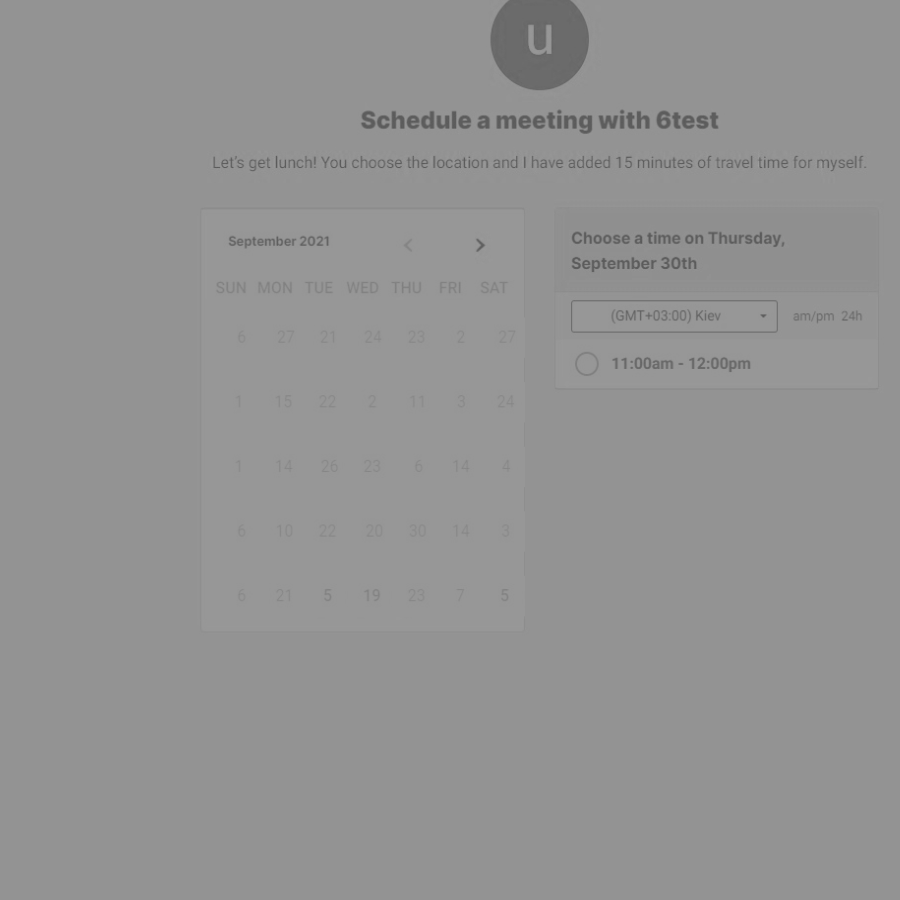 u
Schedule a meeting with 6test
Let's get lunch! You choose the location and I have added 15 minutes of travel time for myself.
September 2021
SUN MON TUE WED THU FRI SAT
6 27 21 24 23 2 27
1 15 22 2 11 3 24
1 14 26 23 6 14 4
6 10 22 20 30 14 3
6 21 5 19 23 7 5
Choose a time on Thursday,
September 30th
(GMT+03:00) Kiev am/pm 24h
11:00am - 12:00pm